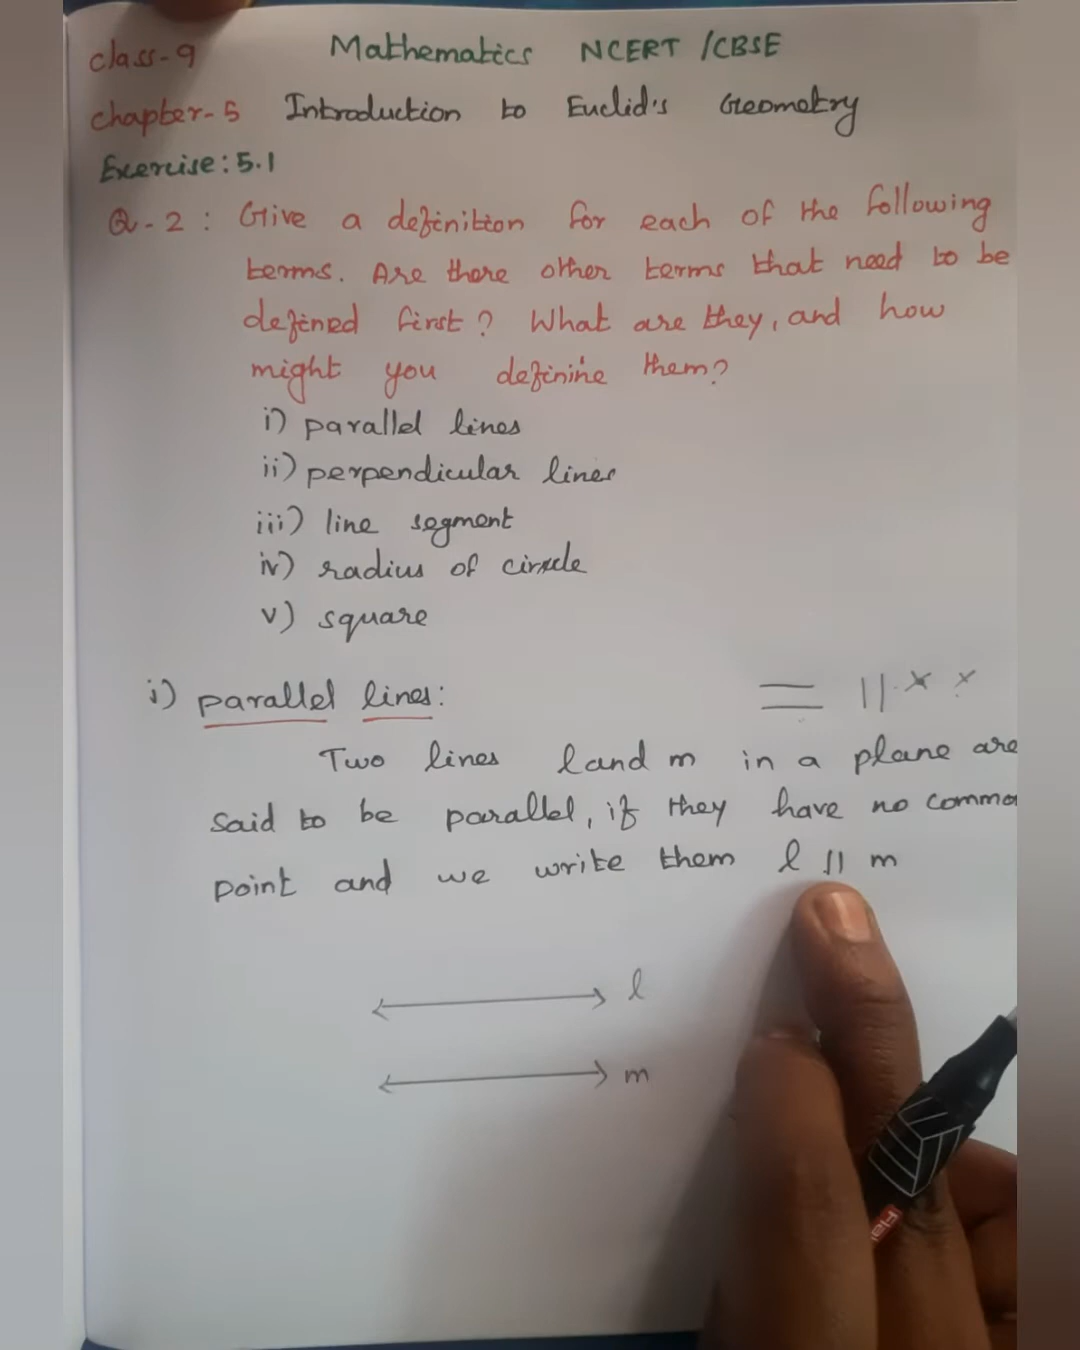 class-9 Mathematics NCERT /CBSE
chapter-5 Introduction to Euclid's Geometry
Exercise: 5.1
Q-2: Give a definition for each of the following
terms. Are there other terms that need to be
defined first? What are they, and how
might you definine them?
i) parallel lines
ii) perpendicular lines
iii) line segment
iv) radius of circle
v) square
i) parallel lines:
= || × ×
Two lines l and m in a plane are
said to be parallel, if they have no commo
point and we write them l || m
l
m
Flai